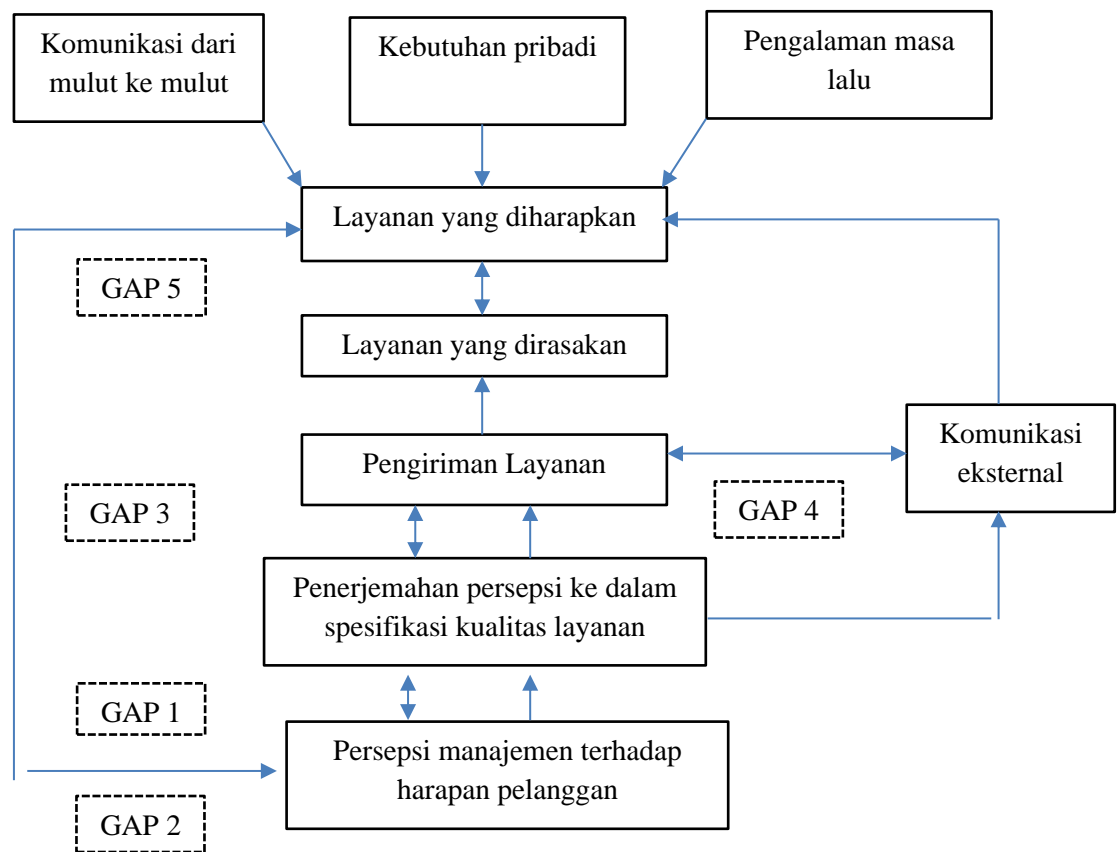 Komunikasi dari
mulut ke mulut
Kebutuhan pribadi
Pengalaman masa
lalu
Layanan yang diharapkan
GAP 5
Layanan yang dirasakan
Pengiriman Layanan
Komunikasi
eksternal
GAP 3
GAP 4
Penerjemahan persepsi ke dalam
spesifikasi kualitas layanan
GAP 1
Persepsi manajemen terhadap
harapan pelanggan
GAP 2